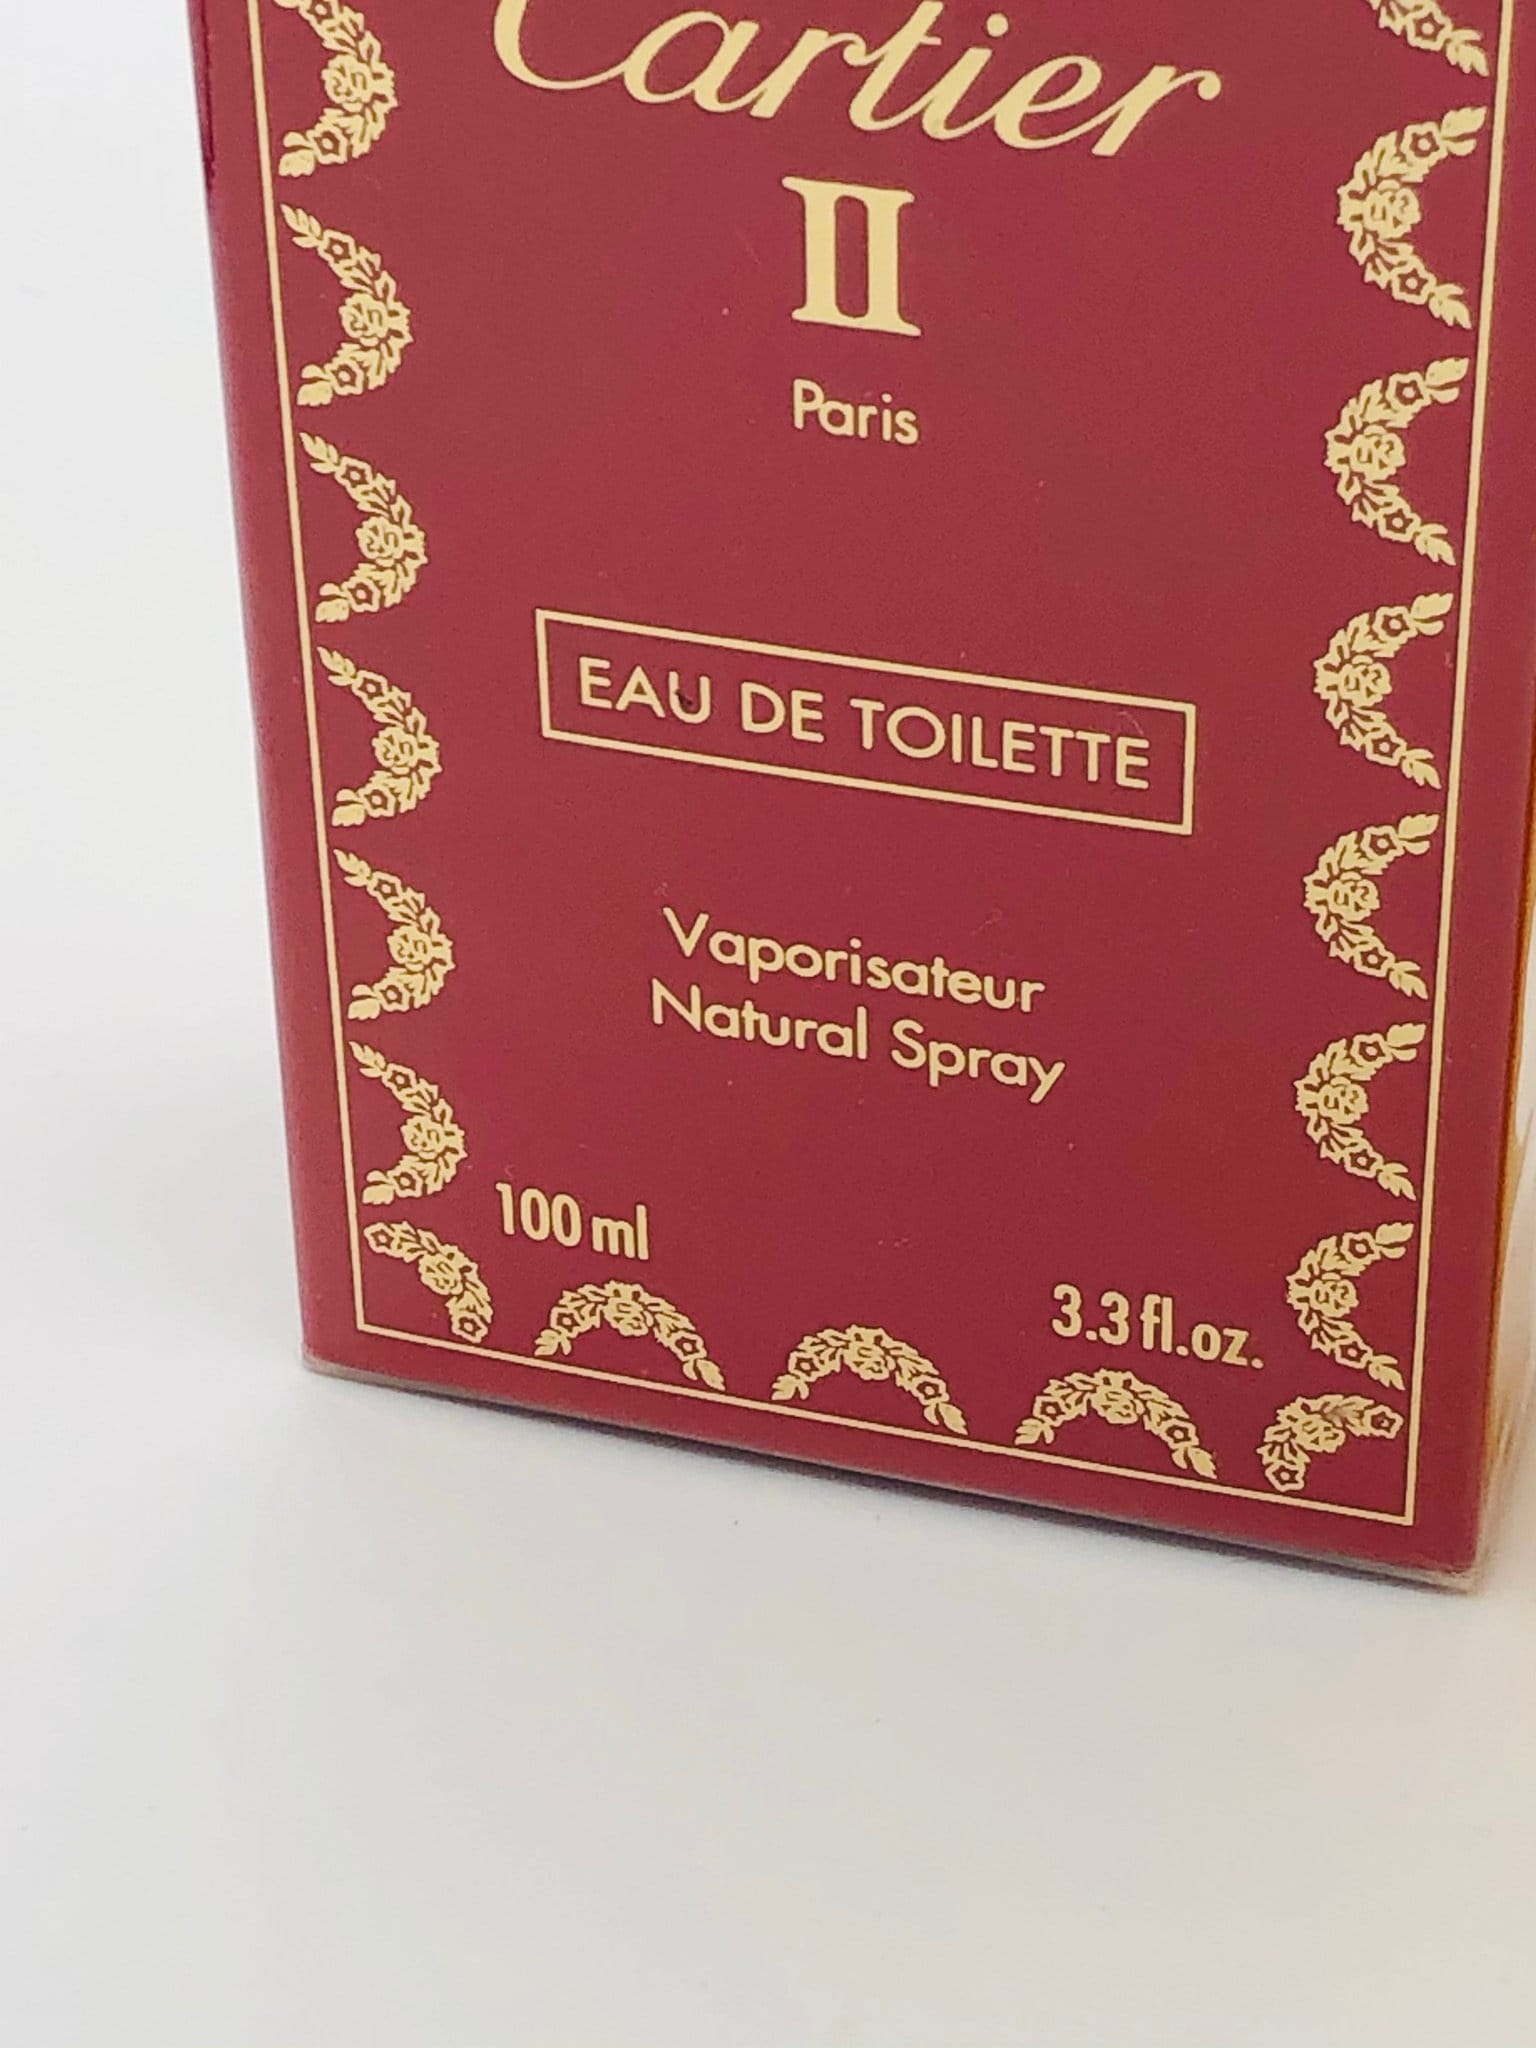 Cartier
II
Paris
EAU DE TOILETTE
Vaporisateur
Natural Spray
100 ml
3.3 fl.oz.